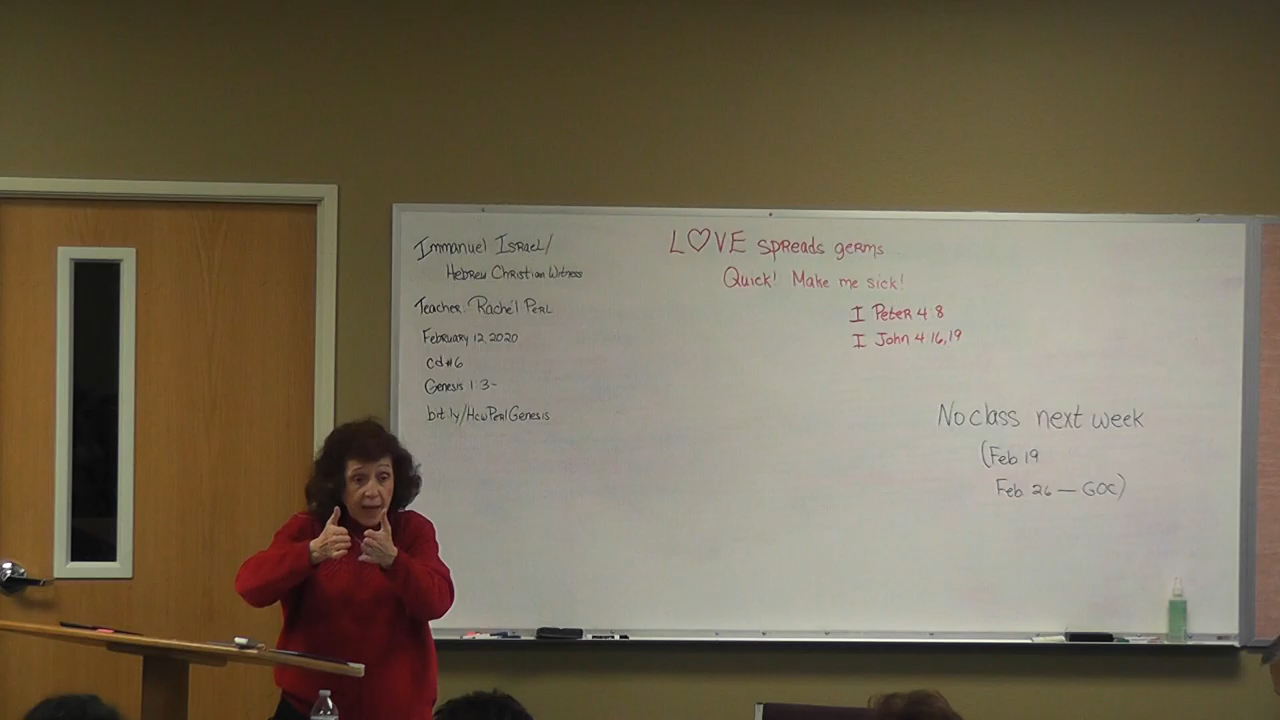 Immanuel Israel/
Hebrew Christian Witness
Teacher: Rache'l Perl
February 12, 2020
cd#6
Genesis 1:3-
bit.ly/HcwPerlGenesis
L♡VE spreads germs
Quick! Make me sick!
I Peter 4:8
I John 4:16,19
No class next week
(Feb 19
Feb. 26 — GOC)